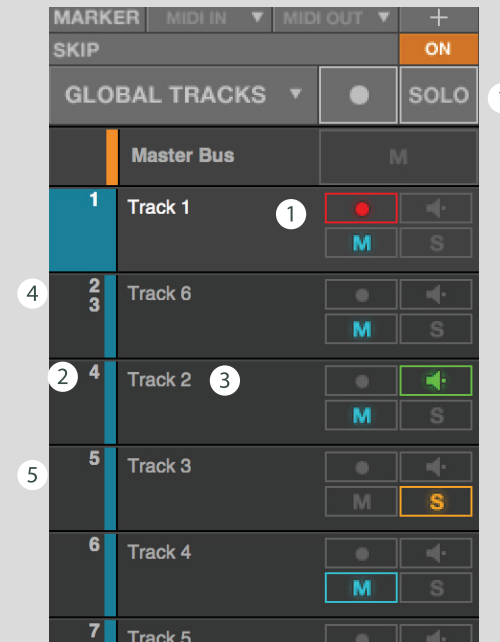 MARKER MIDI IN ▼ MIDI OUT ▼ +
SKIP ON
GLOBAL TRACKS ▼ SOLO
Master Bus M
1 Track 1 1
M S
4 2 Track 6
3
M S
2 4 Track 2 3
M S
5 5 Track 3
M S
6 Track 4
M S
7 Track 5